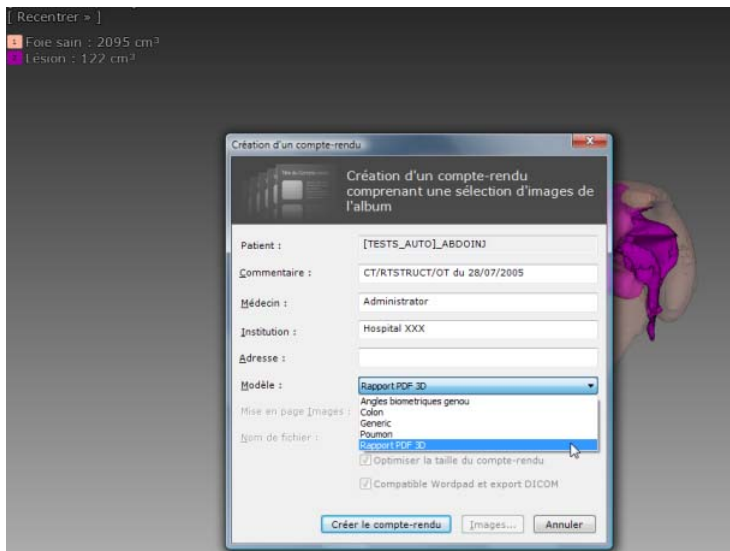 [ Recentrer » ]
1 Foie sain : 2095 cm³
Lésion : 122 cm³
Création d'un compte-rendu
Création d'un compte-rendu
comprenant une sélection d'images de
l'album
Patient : [TESTS_AUTO]_ABDOINJ
Commentaire : CT/RTSTRUCT/OT du 28/07/2005
Médecin : Administrator
Institution : Hospital XXX
Adresse :
Modèle : Rapport PDF 3D
Angles biometriques genou
Mise en page Images : Colon
Generic
Nom de fichier : Poumon
Rapport PDF 3D
Optimiser la taille du compte-rendu
Compatible Wordpad et export DICOM
Créer le compte-rendu Images... Annuler